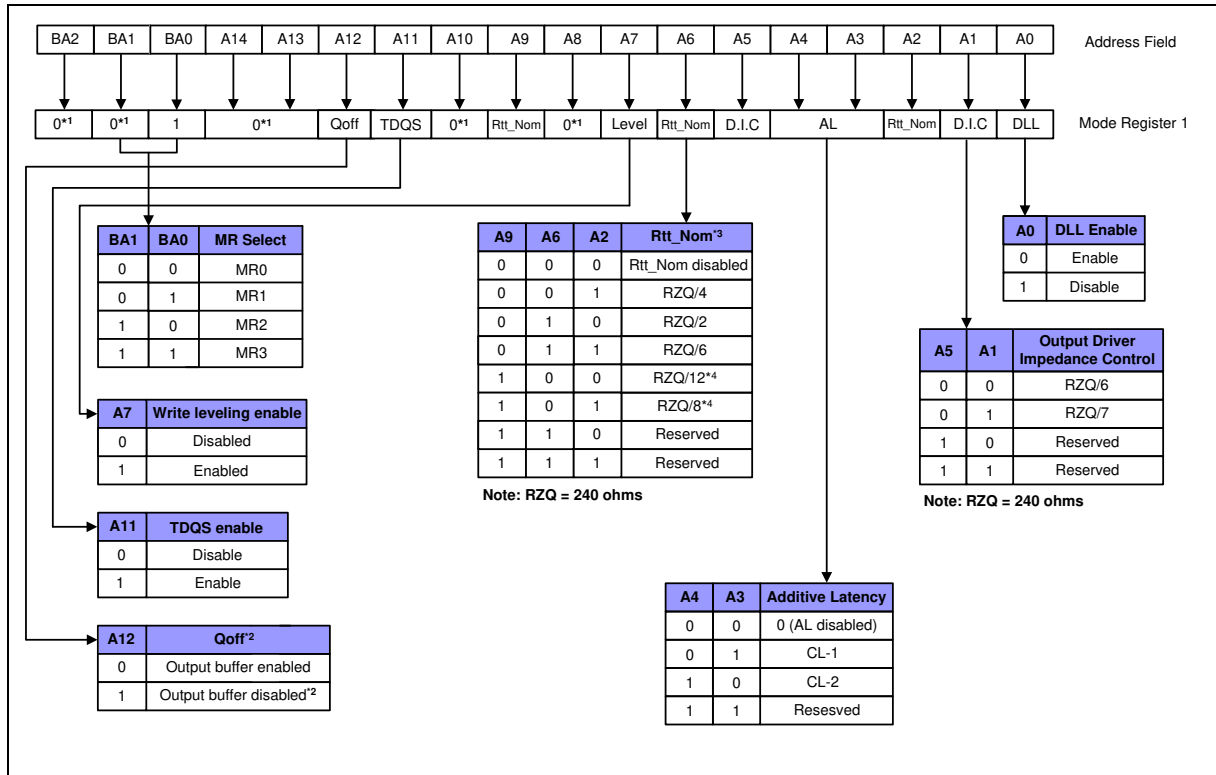 BA2 BA1 BA0 A14 A13 A12 A11 A10 A9 A8 A7 A6 A5 A4 A3 A2 A1 A0 Address Field
0*1 0*1 1 0*1 Qoff TDQS 0*1 Rtt_Nom 0*1 Level Rtt_Nom D.I.C AL Rtt_Nom D.I.C DLL Mode Register 1
BA1 BA0 MR Select
0 0 MR0
0 1 MR1
1 0 MR2
1 1 MR3
A7 Write leveling enable
0 Disabled
1 Enabled
A11 TDQS enable
0 Disable
1 Enable
A12 Qoff*2
0 Output buffer enabled
1 Output buffer disabled*2
A9 A6 A2 Rtt_Nom*3
0 0 0 Rtt_Nom disabled
0 0 1 RZQ/4
0 1 0 RZQ/2
0 1 1 RZQ/6
1 0 0 RZQ/12*4
1 0 1 RZQ/8*4
1 1 0 Reserved
1 1 1 Reserved
Note: RZQ = 240 ohms
A4 A3 Additive Latency
0 0 0 (AL disabled)
0 1 CL-1
1 0 CL-2
1 1 Resesved
A0 DLL Enable
0 Enable
1 Disable
A5 A1 Output Driver
Impedance Control
0 0 RZQ/6
0 1 RZQ/7
1 0 Reserved
1 1 Reserved
Note: RZQ = 240 ohms